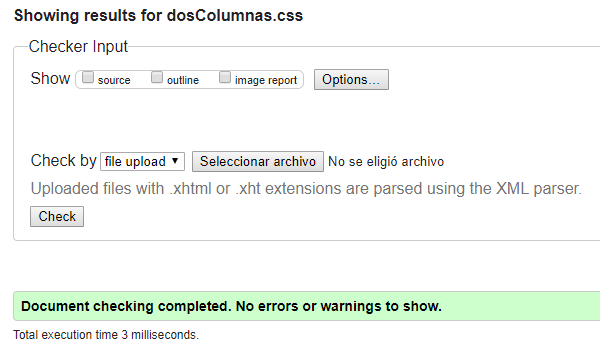 Showing results for dosColumnas.css
Checker Input
Show source outline image report Options...
Check by file upload ▼ Seleccionar archivo No se eligió archivo
Uploaded files with .xhtml or .xht extensions are parsed using the XML parser.
Check
Document checking completed. No errors or warnings to show.
Total execution time 3 milliseconds.